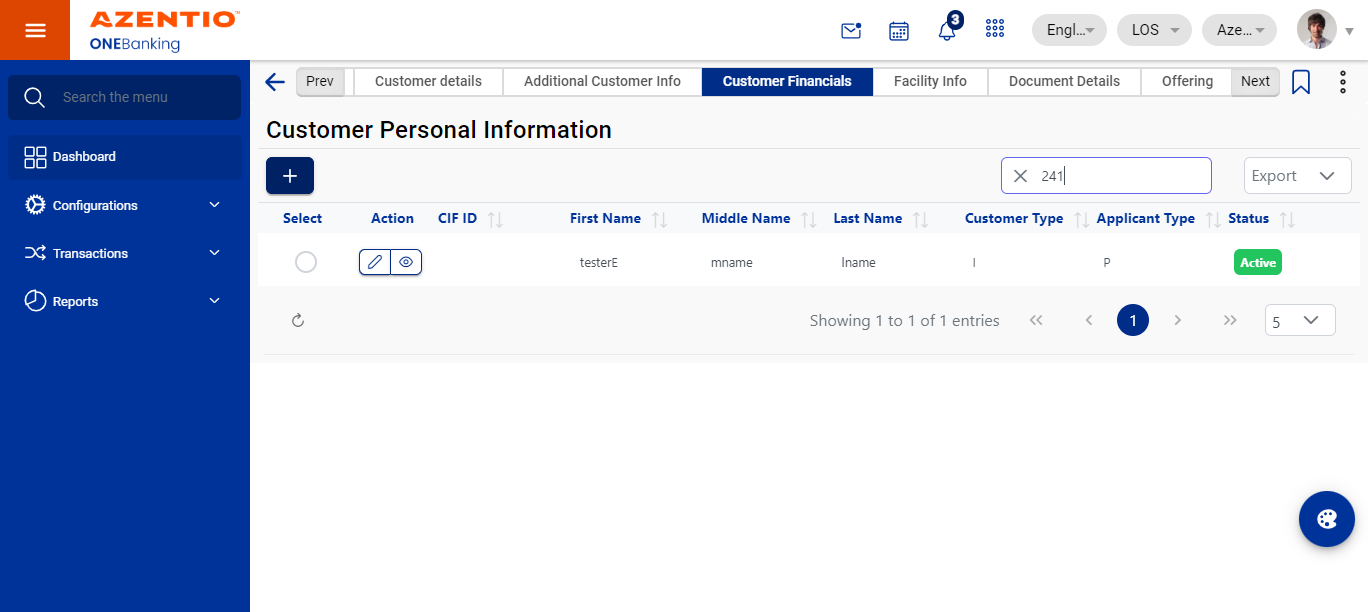 AZENTIO™
ONEBanking
3
Engl...
LOS
Aze...
Search the menu
Dashboard
Configurations
Transactions
Reports
Prev
Customer details
Additional Customer Info
Customer Financials
Facility Info
Document Details
Offering
Next
Customer Personal Information
241
Export
Select Action CIF ID First Name Middle Name Last Name Customer Type Applicant Type Status
testerE mname lname I P Active
Showing 1 to 1 of 1 entries
1
5